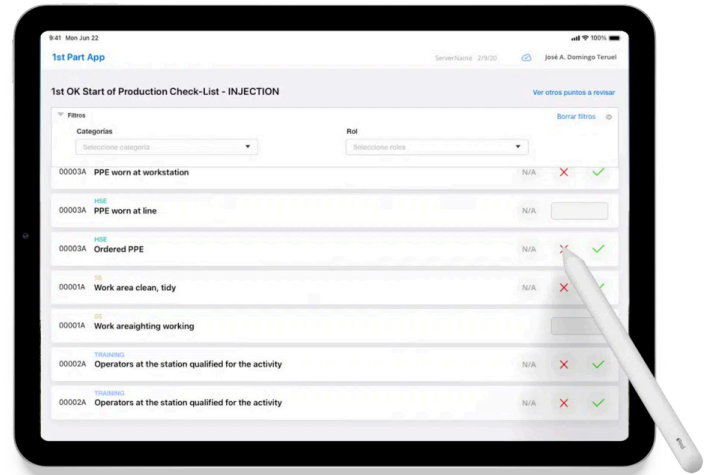 9:41 Mon Jun 22
100%
1st Part App
ServerName 2/9/20
José A. Domingo Teruel
1st OK Start of Production Check-List - INJECTION
Ver otros puntos a revisar
Filtros
Borrar filtros
Categorías
Rol
Seleccione categoría
Seleccione roles
00003A PPE worn at workstation N/A
HSE
00003A PPE worn at line N/A
HSE
00003A Ordered PPE N/A
5S
00001A Work area clean, tidy N/A
5S
00001A Work areaighting working
TRAINING
00002A Operators at the station qualified for the activity N/A
TRAINING
00002A Operators at the station qualified for the activity N/A